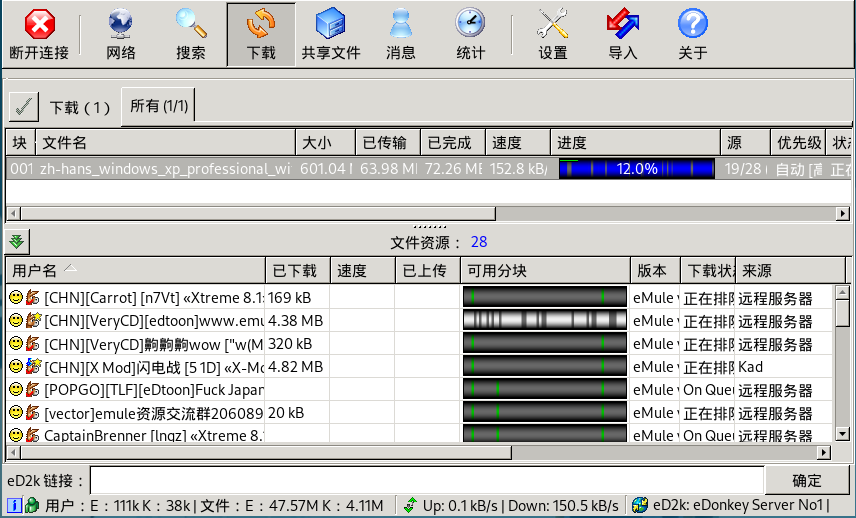 断开连接 网络 搜索 下载 共享文件 消息 统计 设置 导入 关于
下载 ( 1 ) 所有 (1/1)
块 文件名 大小 已传输 已完成 速度 进度 源 优先级
001 zh-hans_windows_xp_professional_wi 601.04 63.98 72.26 152.8 kB/ 12.0% 19/28 自动 [高
文件资源： 28
用户名 已下载 速度 已上传 可用分块 版本 下载状 来源
[CHN][Carrot] [n7Vt] «Xtreme 8.1 169 kB eMule 正在排队 远程服务器
[CHN][VeryCD][edtoon]www.emu 4.38 MB eMule 正在排队 远程服务器
[CHN][VeryCD]齁齁齁wow ["w(M 320 kB eMule 正在排队 远程服务器
[CHN][X Mod]闪电战 [5 1D] «X-Mo 4.82 MB eMule 正在排队 Kad
[POPGO][TLF][eDtoon]Fuck Japan eMule On Queu 远程服务器
[vector]emule资源交流群206089 20 kB eMule 正在排队 远程服务器
CaptainBrenner [lngz] «Xtreme 8. eMule On Queu 远程服务器
eD2k 链接： 确定
用户：E：111k K：38k | 文件：E：47.57M K：4.11M Up: 0.1 kB/s | Down: 150.5 kB/s eD2k: eDonkey Server No1 |